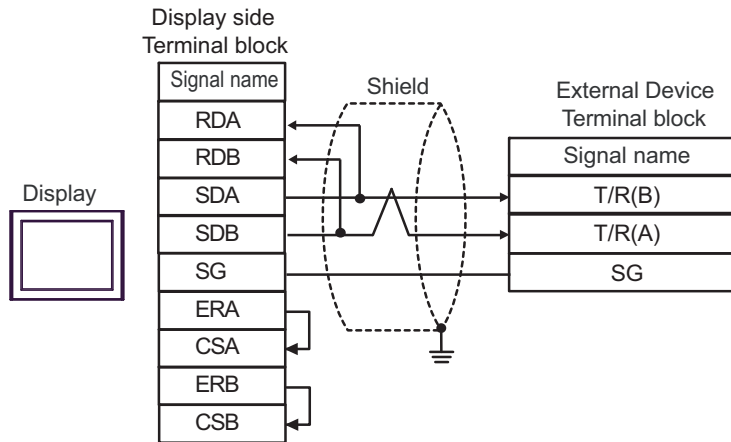 Display side
Terminal block
Signal name
RDA
RDB
SDA
SDB
SG
ERA
CSA
ERB
CSB
Display
Shield
External Device
Terminal block
Signal name
T/R(B)
T/R(A)
SG